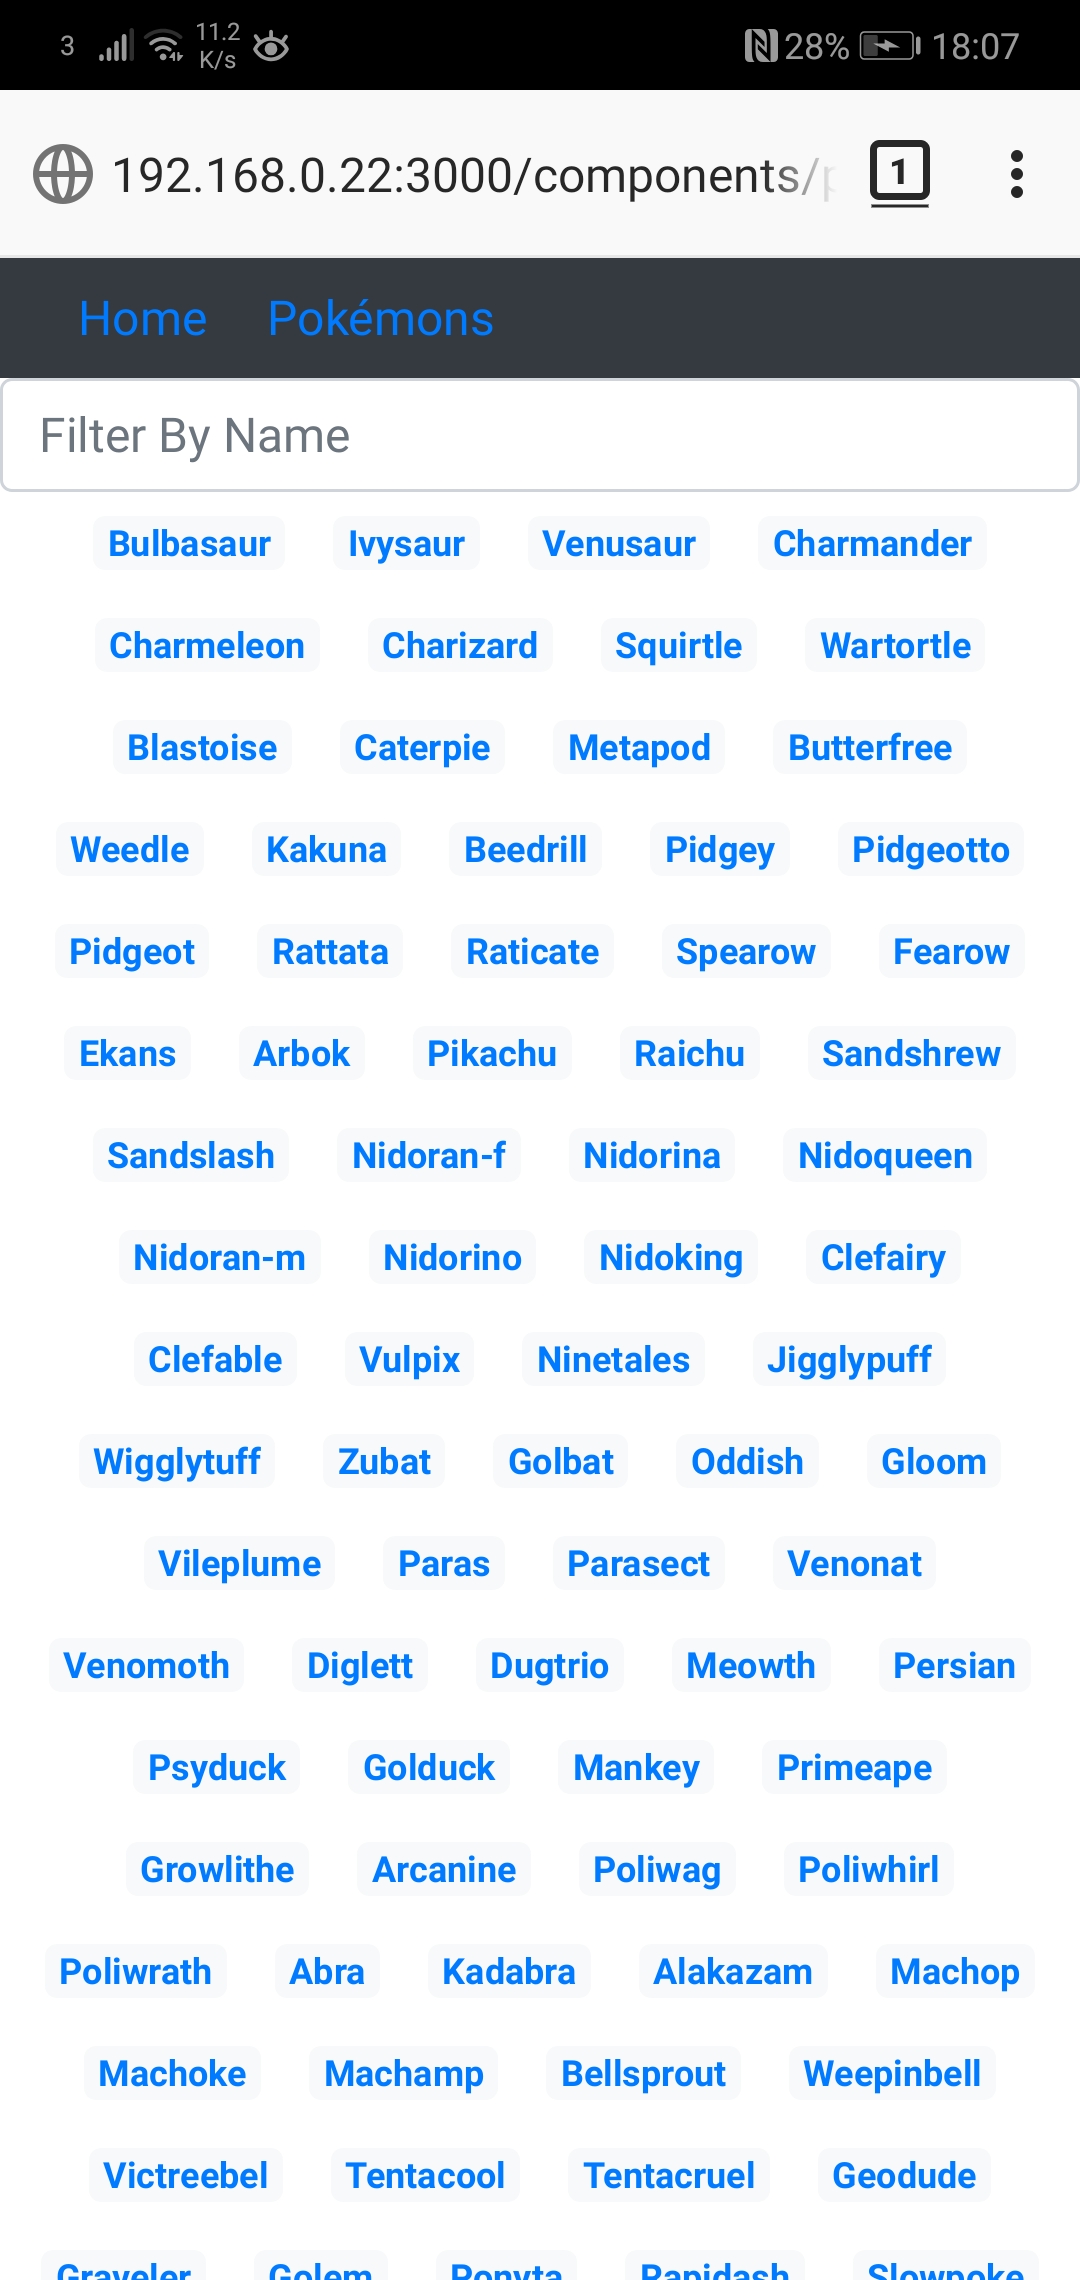 3 11.2 K/s 28% 18:07
192.168.0.22:3000/components/p 1
Home Pokémons
Filter By Name
Bulbasaur Ivysaur Venusaur Charmander
Charmeleon Charizard Squirtle Wartortle
Blastoise Caterpie Metapod Butterfree
Weedle Kakuna Beedrill Pidgey Pidgeotto
Pidgeot Rattata Raticate Spearow Fearow
Ekans Arbok Pikachu Raichu Sandshrew
Sandslash Nidoran-f Nidorina Nidoqueen
Nidoran-m Nidorino Nidoking Clefairy
Clefable Vulpix Ninetales Jigglypuff
Wigglytuff Zubat Golbat Oddish Gloom
Vileplume Paras Parasect Venonat
Venomoth Diglett Dugtrio Meowth Persian
Psyduck Golduck Mankey Primeape
Growlithe Arcanine Poliwag Poliwhirl
Poliwrath Abra Kadabra Alakazam Machop
Machoke Machamp Bellsprout Weepinbell
Victreebel Tentacool Tentacruel Geodude
Graveler Golem Ponyta Rapidash Slowpoke